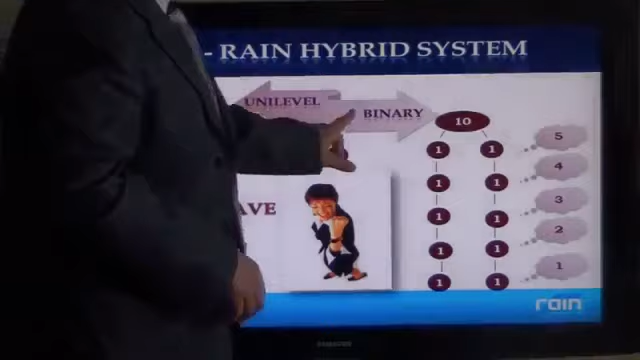 - RAIN HYBRID SYSTEM
UNILEVEL
BINARY
10
1 1
1 1
1 1
1 1
1 1
5
4
3
2
1
AVE
rain
SAMSUNG